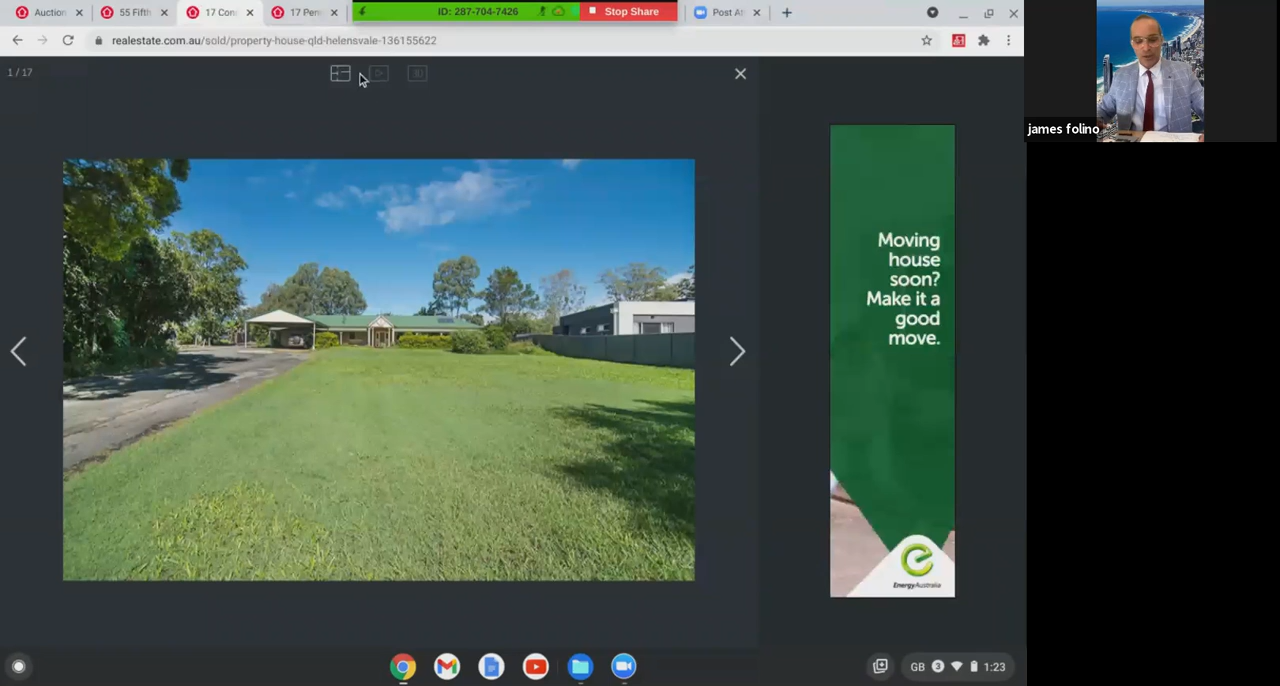 Auction
55 Fifth
17 Con
17 Pen
ID: 287-704-7426
Stop Share
Post A
realestate.com.au/sold/property-house-qld-helensvale-136155622
1 / 17
james folino
Moving
house
soon?
Make it a
good
move.
EnergyAustralia
GB 3 1:23